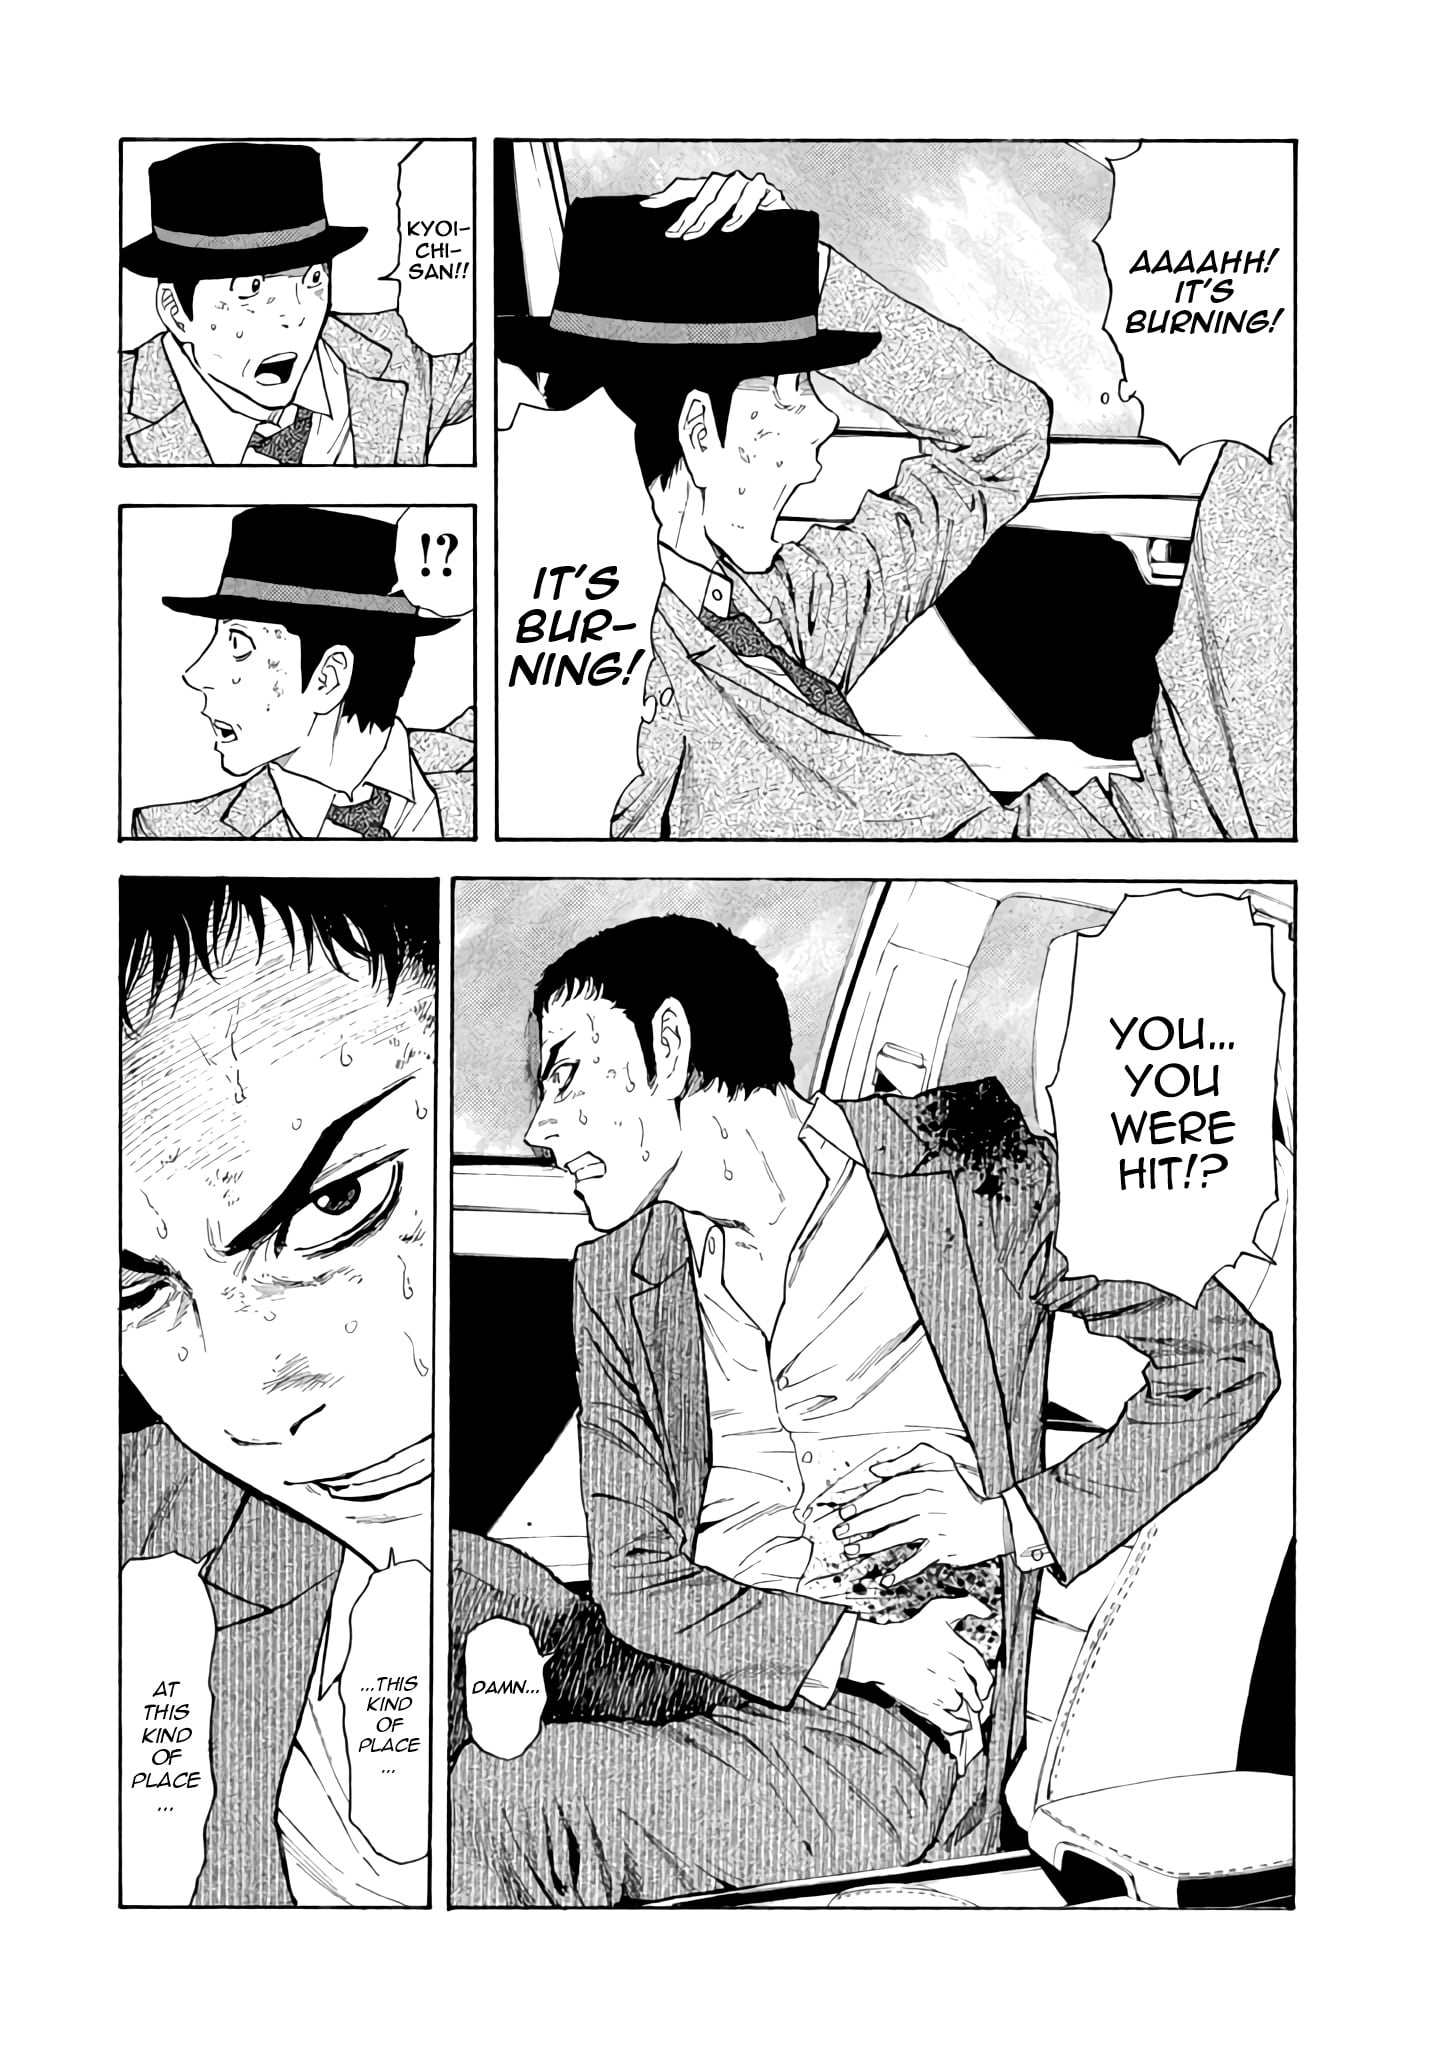 AAAAHH!
IT'S
BURNING!
IT'S
BUR-
NING!
KYOI-
CHI-
SAN!!
!?
YOU...
YOU
WERE
HIT!?
DAMN...
...THIS
KIND
OF
PLACE
...
AT
THIS
KIND
OF
PLACE
...